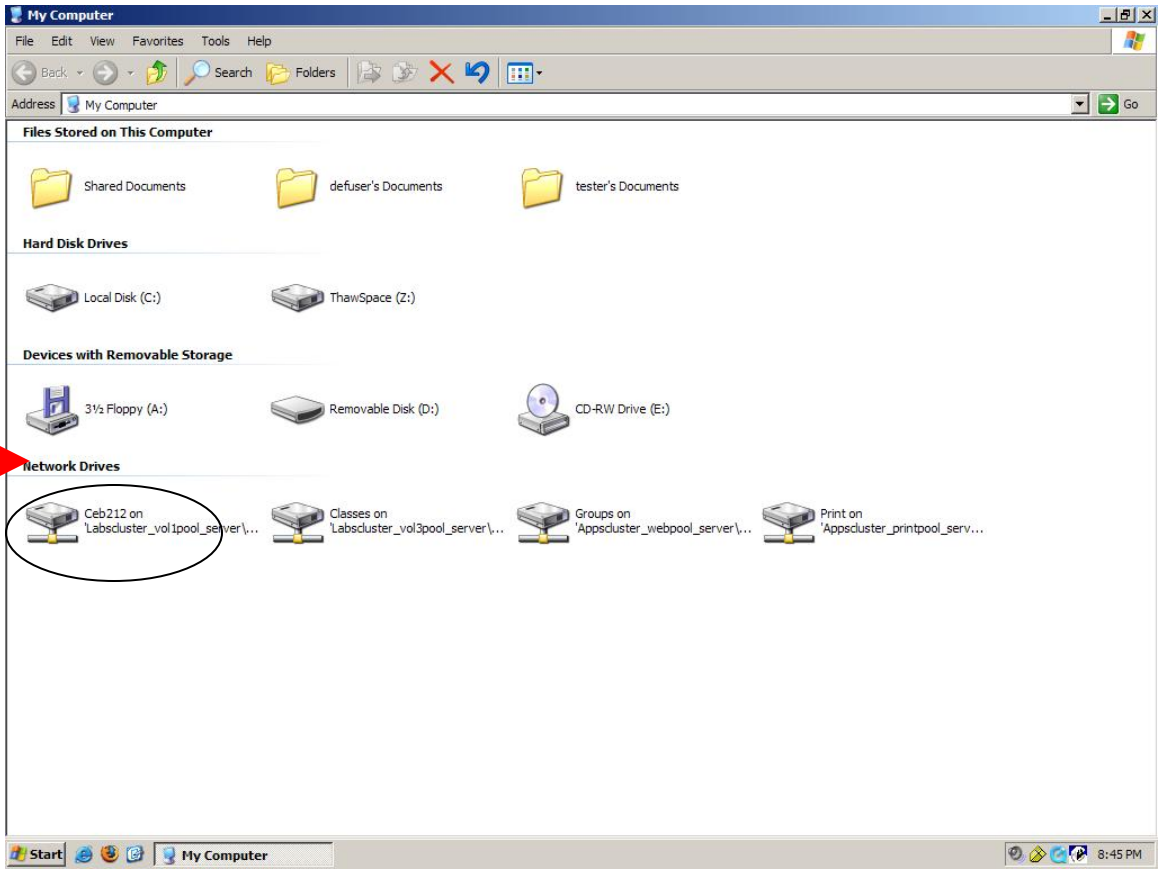 My Computer
File Edit View Favorites Tools Help
Back Search Folders
Address My Computer Go
Files Stored on This Computer
Shared Documents defuser's Documents tester's Documents
Hard Disk Drives
Local Disk (C:) ThawSpace (Z:)
Devices with Removable Storage
3½ Floppy (A:) Removable Disk (D:) CD-RW Drive (E:)
Network Drives
Ceb212 on Classes on Groups on Print on
'Labscluster_vol1pool_server\... 'Labscluster_vol3pool_server\... 'Appscluster_webpool_server\... 'Appscluster_printpool_serv...
Start My Computer 8:45 PM